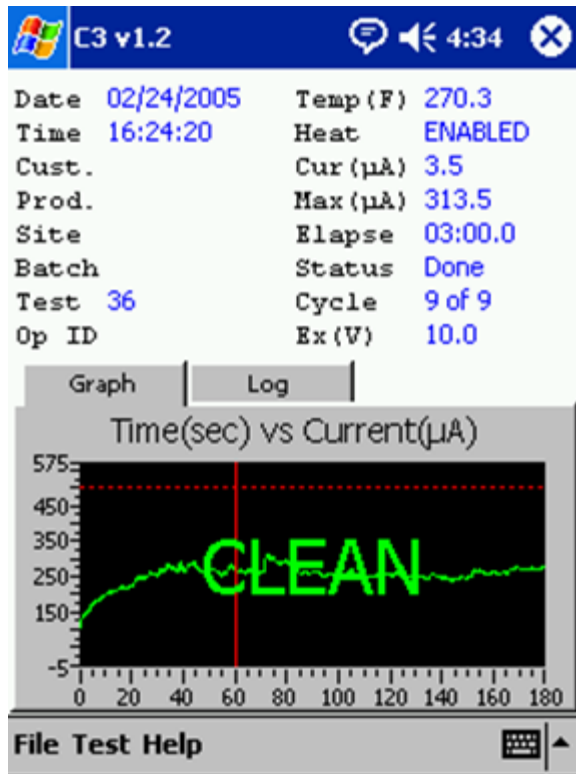 C3 v1.2 4:34
Date 02/24/2005 Temp(F) 270.3
Time 16:24:20 Heat ENABLED
Cust. Cur(µA) 3.5
Prod. Max(µA) 313.5
Site Elapse 03:00.0
Batch Status Done
Test 36 Cycle 9 of 9
Op ID Ex(V) 10.0
Graph Log
Time(sec) vs Current(µA)
575
450
350
250
150
-5
CLEAN
0 20 40 60 80 100 120 140 160 180
File Test Help